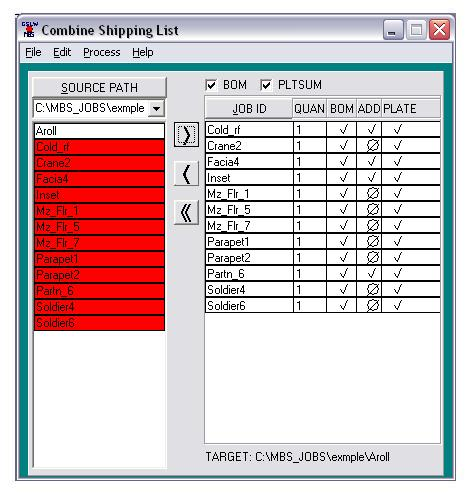 GSLW MBS Combine Shipping List
File Edit Process Help
SOURCE PATH
C:\MBS_JOBS\exmple
Aroll
Cold_rf
Crane2
Facia4
Inset
Mz_Flr_1
Mz_Flr_5
Mz_Flr_7
Parapet1
Parapet2
Partn_6
Soldier4
Soldier6
BOM PLTSUM
JOB ID QUAN BOM ADD PLATE
Cold_rf 1 √ √ √
Crane2 1 √ Ø √
Facia4 1 √ √ √
Inset 1 √ √ √
Mz_Flr_1 1 √ Ø √
Mz_Flr_5 1 √ Ø √
Mz_Flr_7 1 √ Ø √
Parapet1 1 √ Ø √
Parapet2 1 √ Ø √
Partn_6 1 √ √ √
Soldier4 1 √ Ø √
Soldier6 1 √ Ø √
TARGET: C:\MBS_JOBS\exmple\Aroll